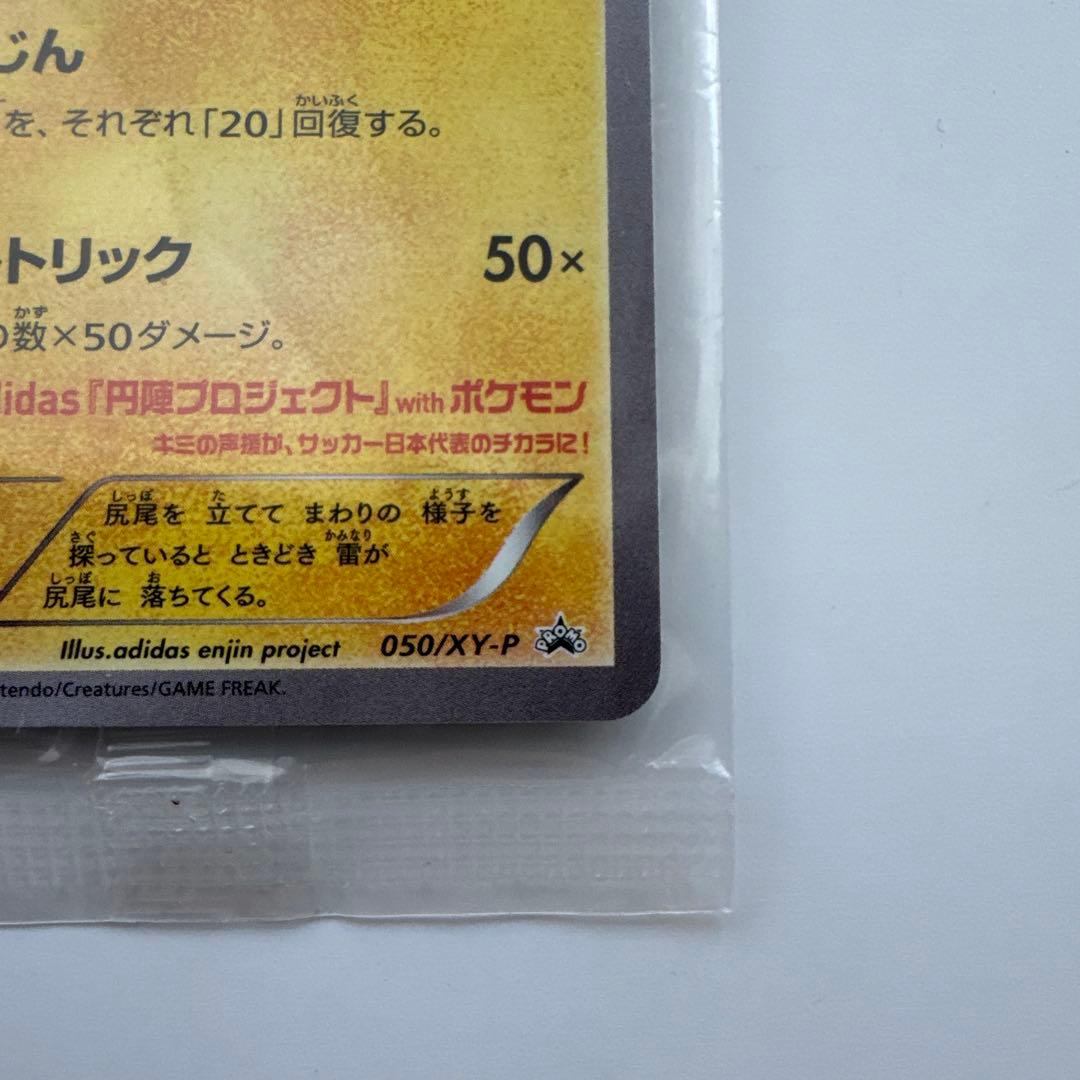 じん
を、それぞれ「20」回復する。
トリック 50×
の数×50ダメージ。
didas『円陣プロジェクト』with ポケモン
キミの声援が、サッカー日本代表のチカラに!
尻尾を 立てて まわりの 様子を
探っていると ときどき 雷が
尻尾に 落ちてくる。
Illus.adidas enjin project 050/XY-P PROMO
tendo/Creatures/GAME FREAK.